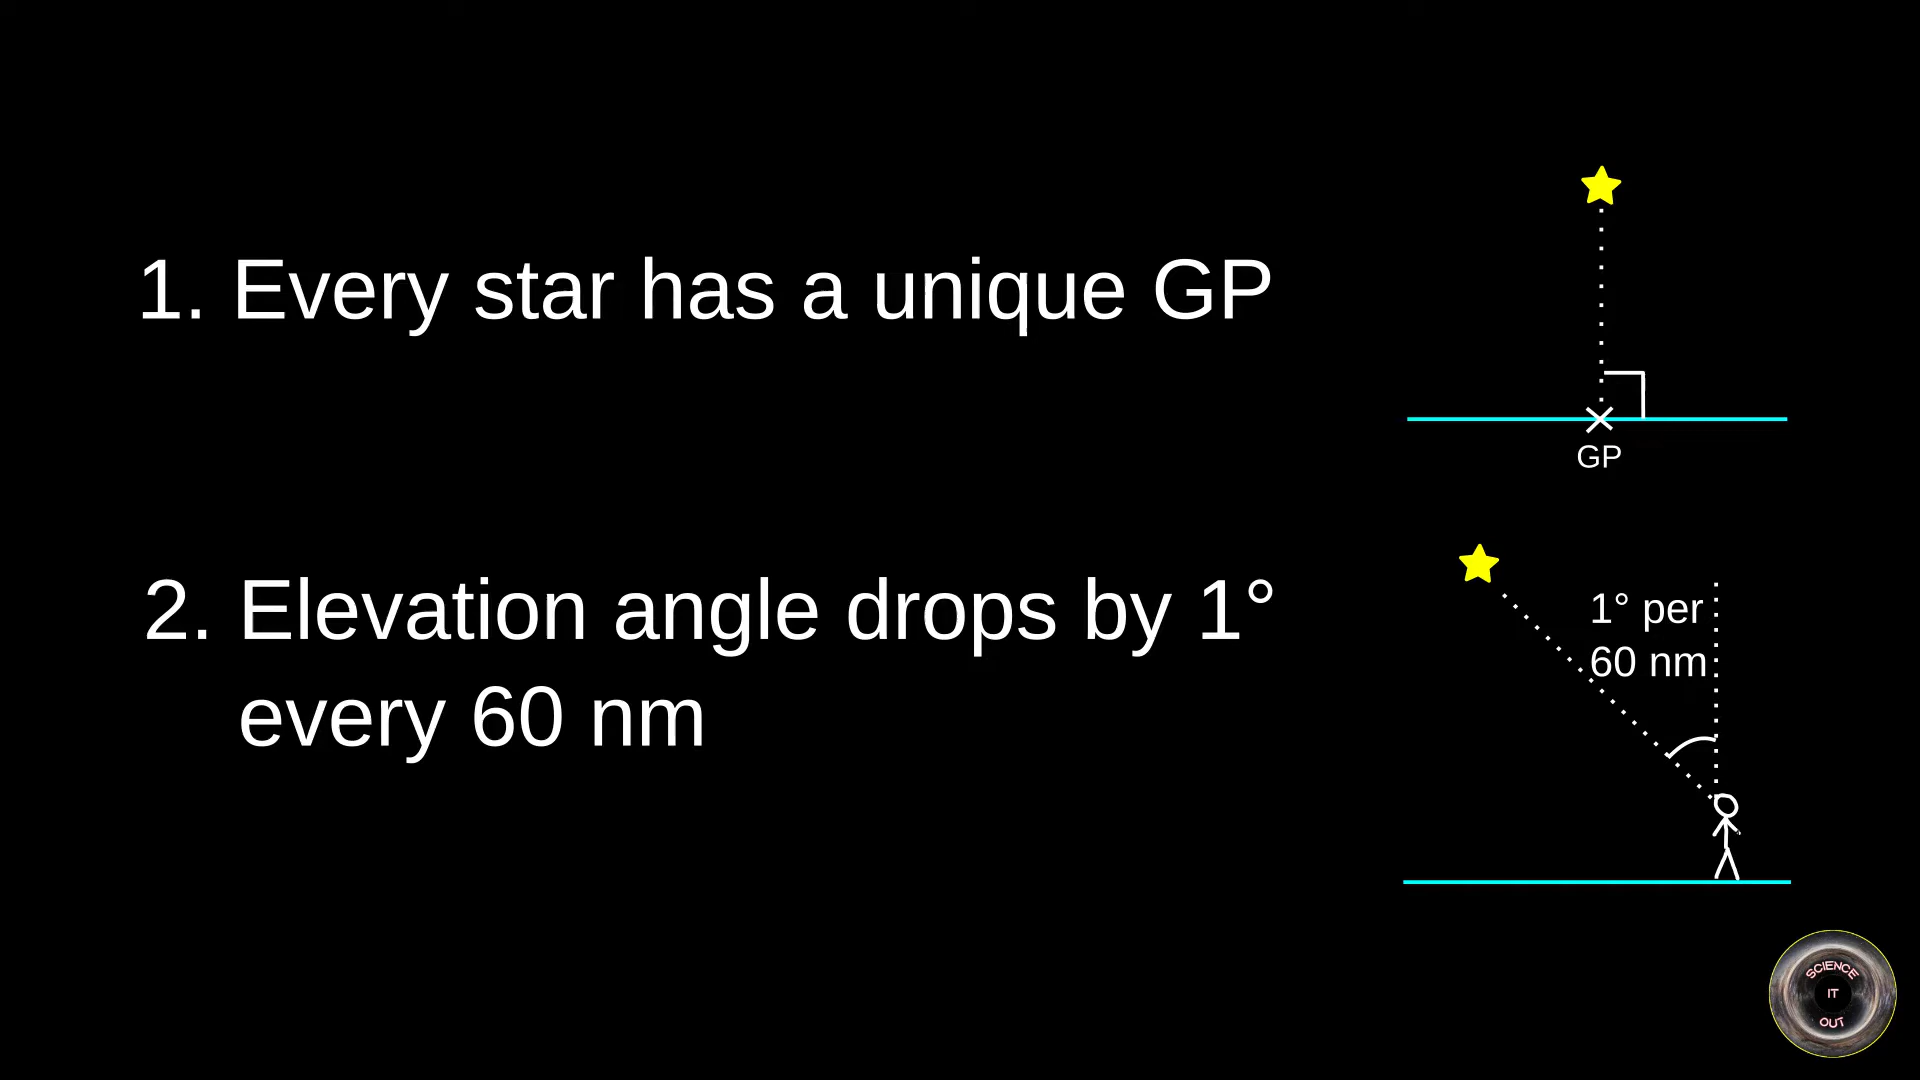 1. Every star has a unique GP
GP
2. Elevation angle drops by 1°
every 60 nm
1° per
60 nm
SCIENCE
IT
OUT